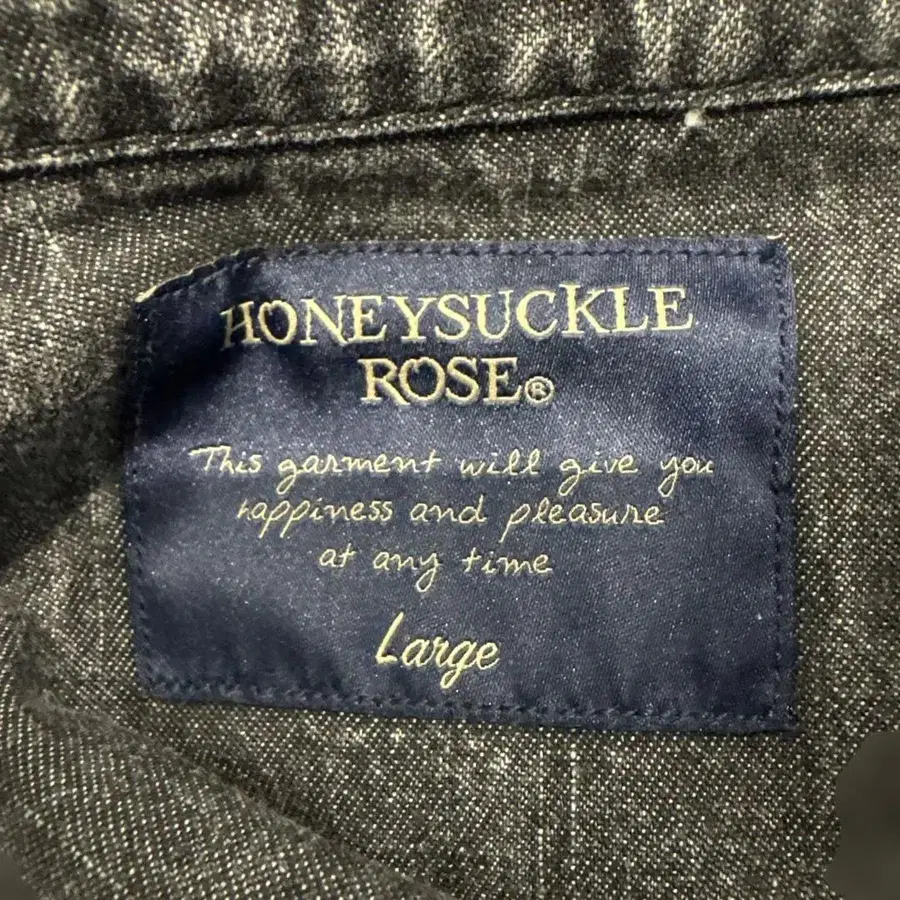 HONEYSUCKLE
ROSE®
This garment will give you
happiness and pleasure
at any time
Large